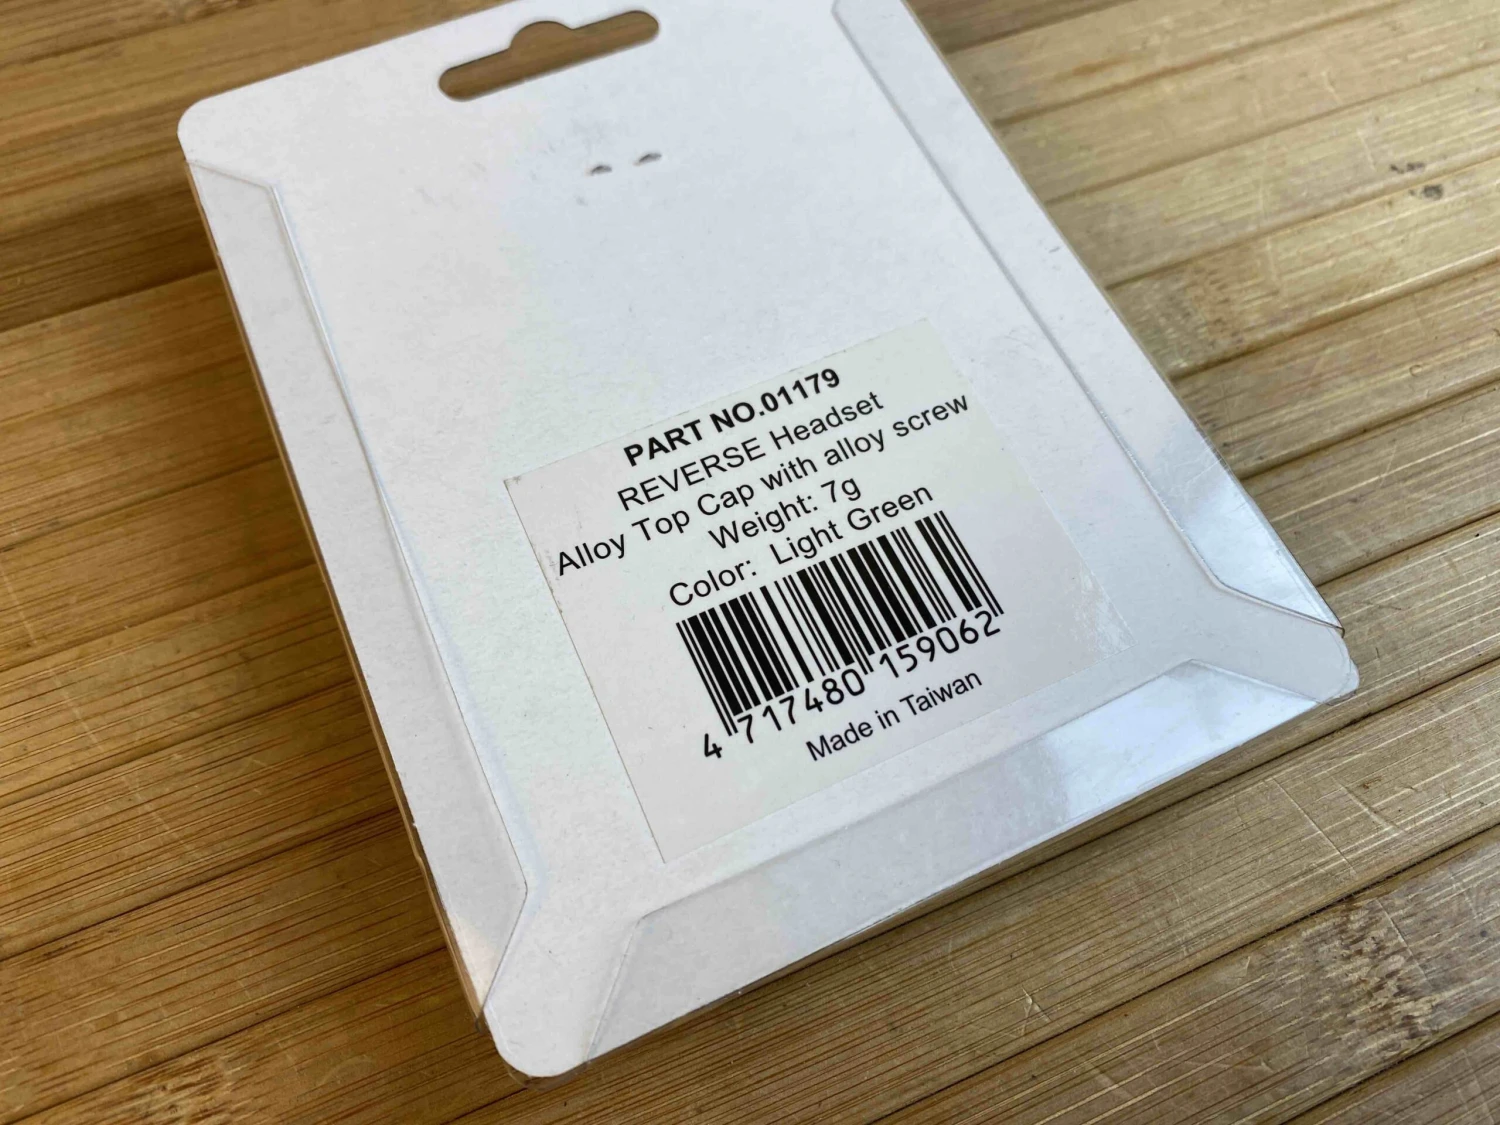 PART NO.01179
REVERSE Headset
Alloy Top Cap with alloy screw
Weight: 7g
Color: Light Green
4 717480 159062
Made in Taiwan